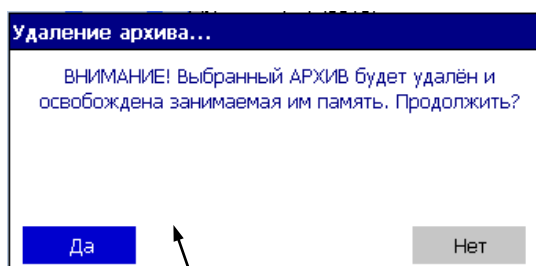 Удаление архива...
ВНИМАНИЕ! Выбранный АРХИВ будет удалён и
освобождена занимаемая им память. Продолжить?
Да
Нет